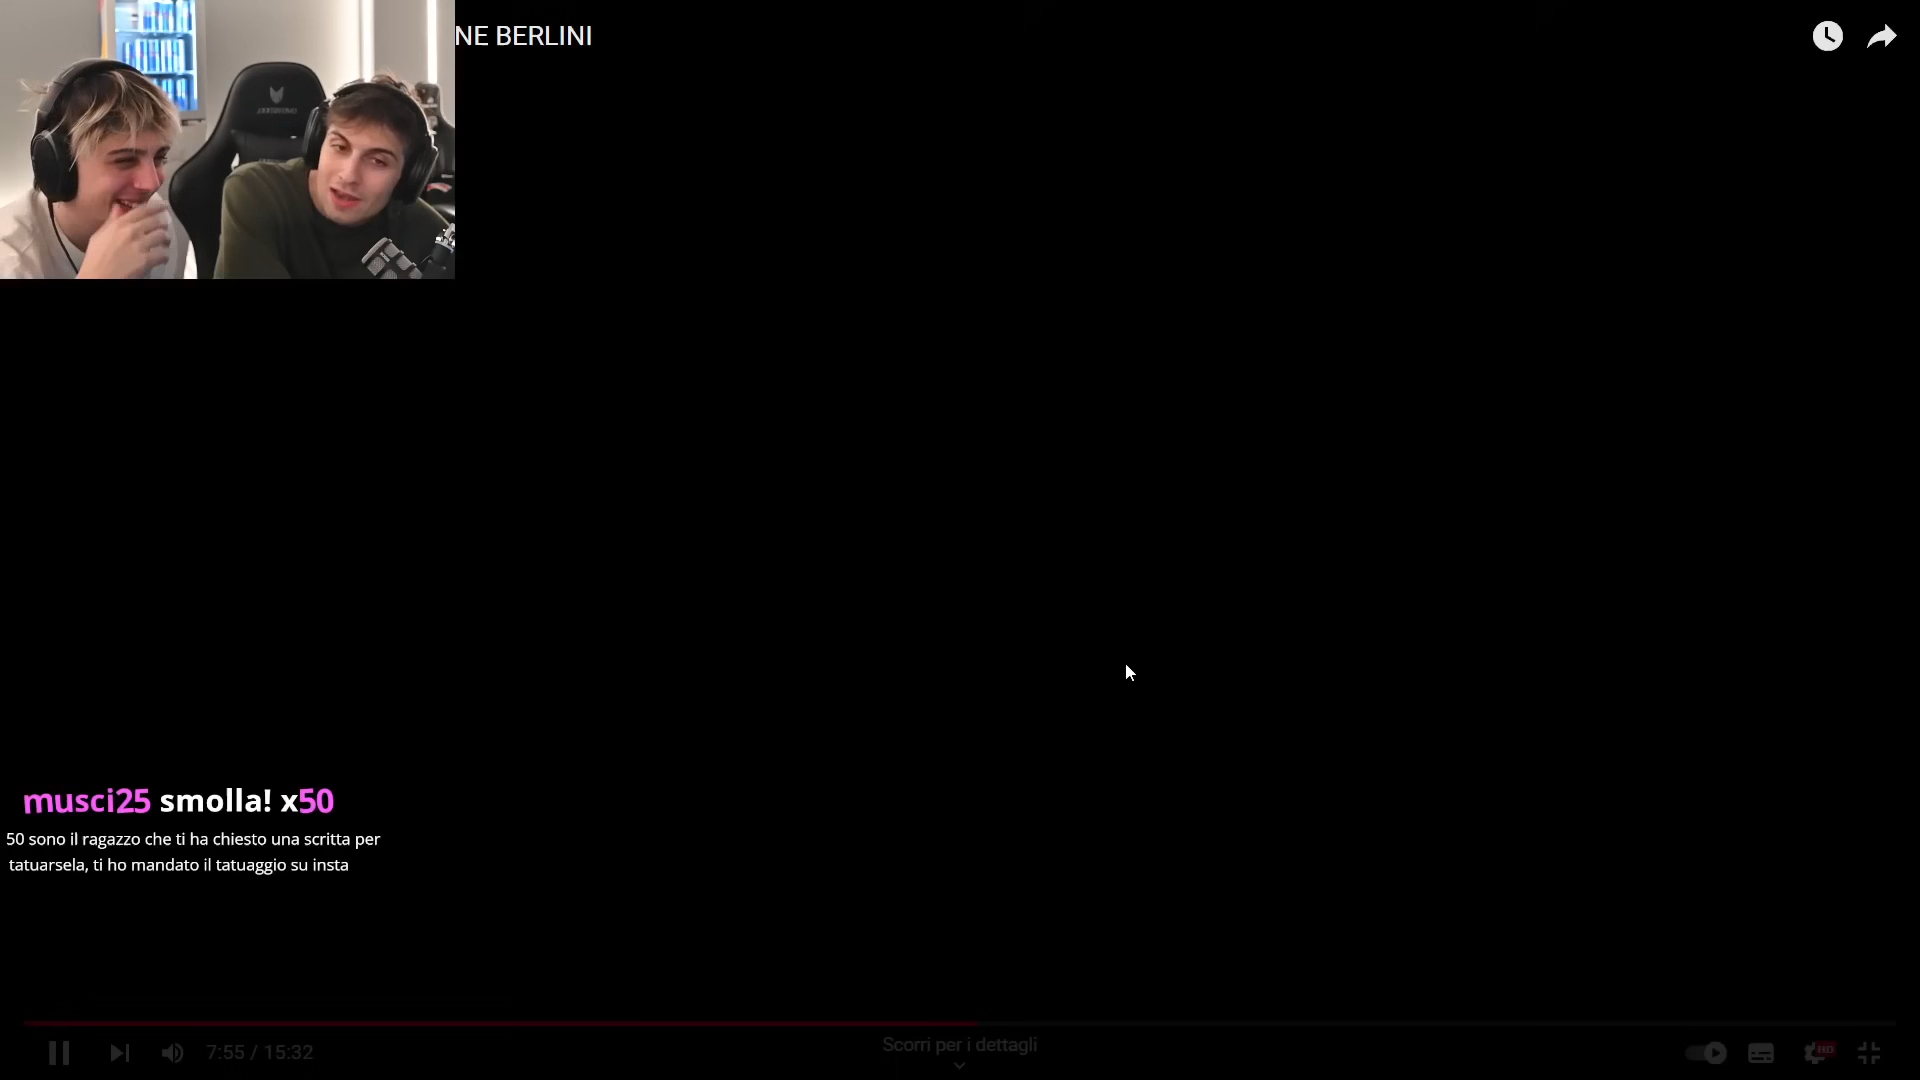 NE BERLINI
musci25 smolla! x50
50 sono il ragazzo che ti ha chiesto una scritta per
tatuarsela, ti ho mandato il tatuaggio su insta
7:55 / 15:32
Scorri per i dettagli
HD